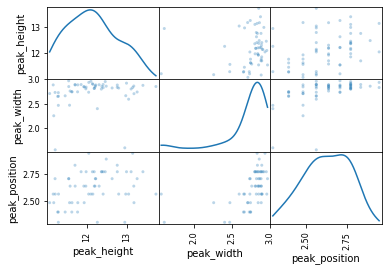 peak_height
13
12
3.0
peak_width
2.5
2.0
peak_position
2.75
2.50
12
13
2.0
2.5
3.0
2.50
2.75
peak_height
peak_width
peak_position